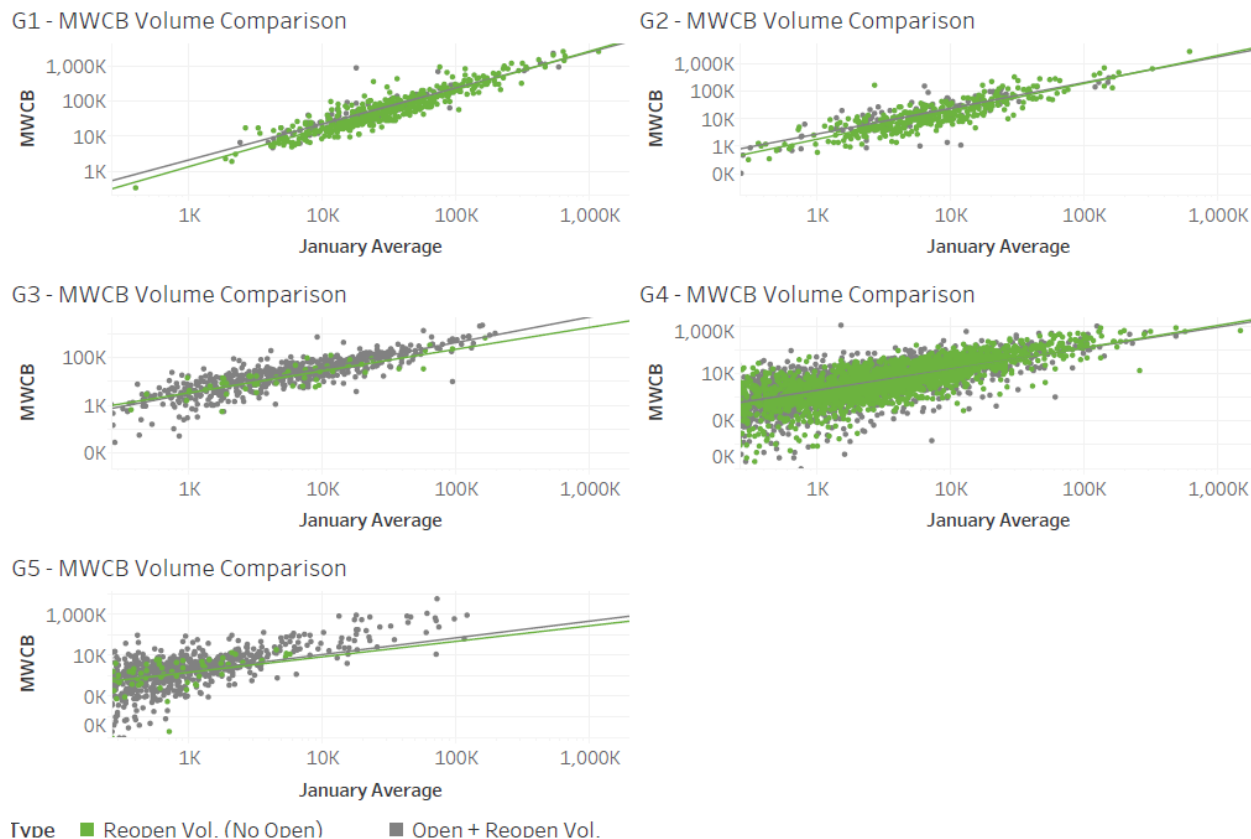 G1 - MWCB Volume Comparison
MWCB
1,000K
100K
10K
1K
1K 10K 100K 1,000K
January Average
G2 - MWCB Volume Comparison
MWCB
1,000K
100K
10K
1K
0K
1K 10K 100K 1,000K
January Average
G3 - MWCB Volume Comparison
MWCB
100K
1K
0K
1K 10K 100K 1,000K
January Average
G4 - MWCB Volume Comparison
MWCB
1,000K
10K
0K
0K
1K 10K 100K 1,000K
January Average
G5 - MWCB Volume Comparison
MWCB
1,000K
10K
0K
0K
1K 10K 100K 1,000K
January Average
Type Reopen Vol. (No Open) Open + Reopen Vol.